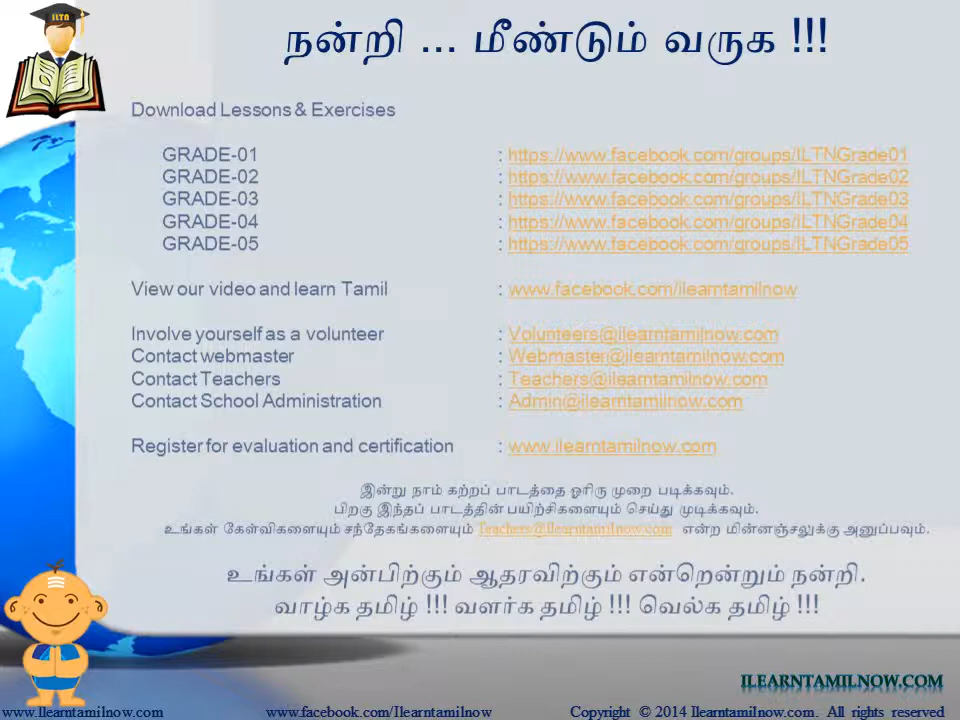 ILTN
நன்றி ... மீண்டும் வருக !!!
Download Lessons & Exercises
GRADE-01 : https://www.facebook.com/groups/ILTNGrade01
GRADE-02 : https://www.facebook.com/groups/ILTNGrade02
GRADE-03 : https://www.facebook.com/groups/ILTNGrade03
GRADE-04 : https://www.facebook.com/groups/ILTNGrade04
GRADE-05 : https://www.facebook.com/groups/ILTNGrade05
View our video and learn Tamil : www.facebook.com/ilearntamilnow
Involve yourself as a volunteer : Volunteers@ilearntamilnow.com
Contact webmaster : Webmaster@ilearntamilnow.com
Contact Teachers : Teachers@ilearntamilnow.com
Contact School Administration : Admin@ilearntamilnow.com
Register for evaluation and certification : www.ilearntamilnow.com
இன்று நாம் கற்றப் பாடத்தை ஓரிரு முறை படிக்கவும்.
பிறகு இந்தப் பாடத்தின் பயிற்சிகளையும் செய்து முடிக்கவும்.
உங்கள் கேள்விகளையும் சந்தேகங்களையும் Teachers@Ilearntamilnow.com என்ற மின்னஞ்சலுக்கு அனுப்பவும்.
உங்கள் அன்பிற்கும் ஆதரவிற்கும் என்றென்றும் நன்றி.
வாழ்க தமிழ் !!! வளர்க தமிழ் !!! வெல்க தமிழ் !!!
ILEARNTAMILNOW.COM
www.Ilearntamilnow.com www.facebook.com/Ilearntamilnow Copyright © 2014 Ilearntamilnow.com. All rights reserved